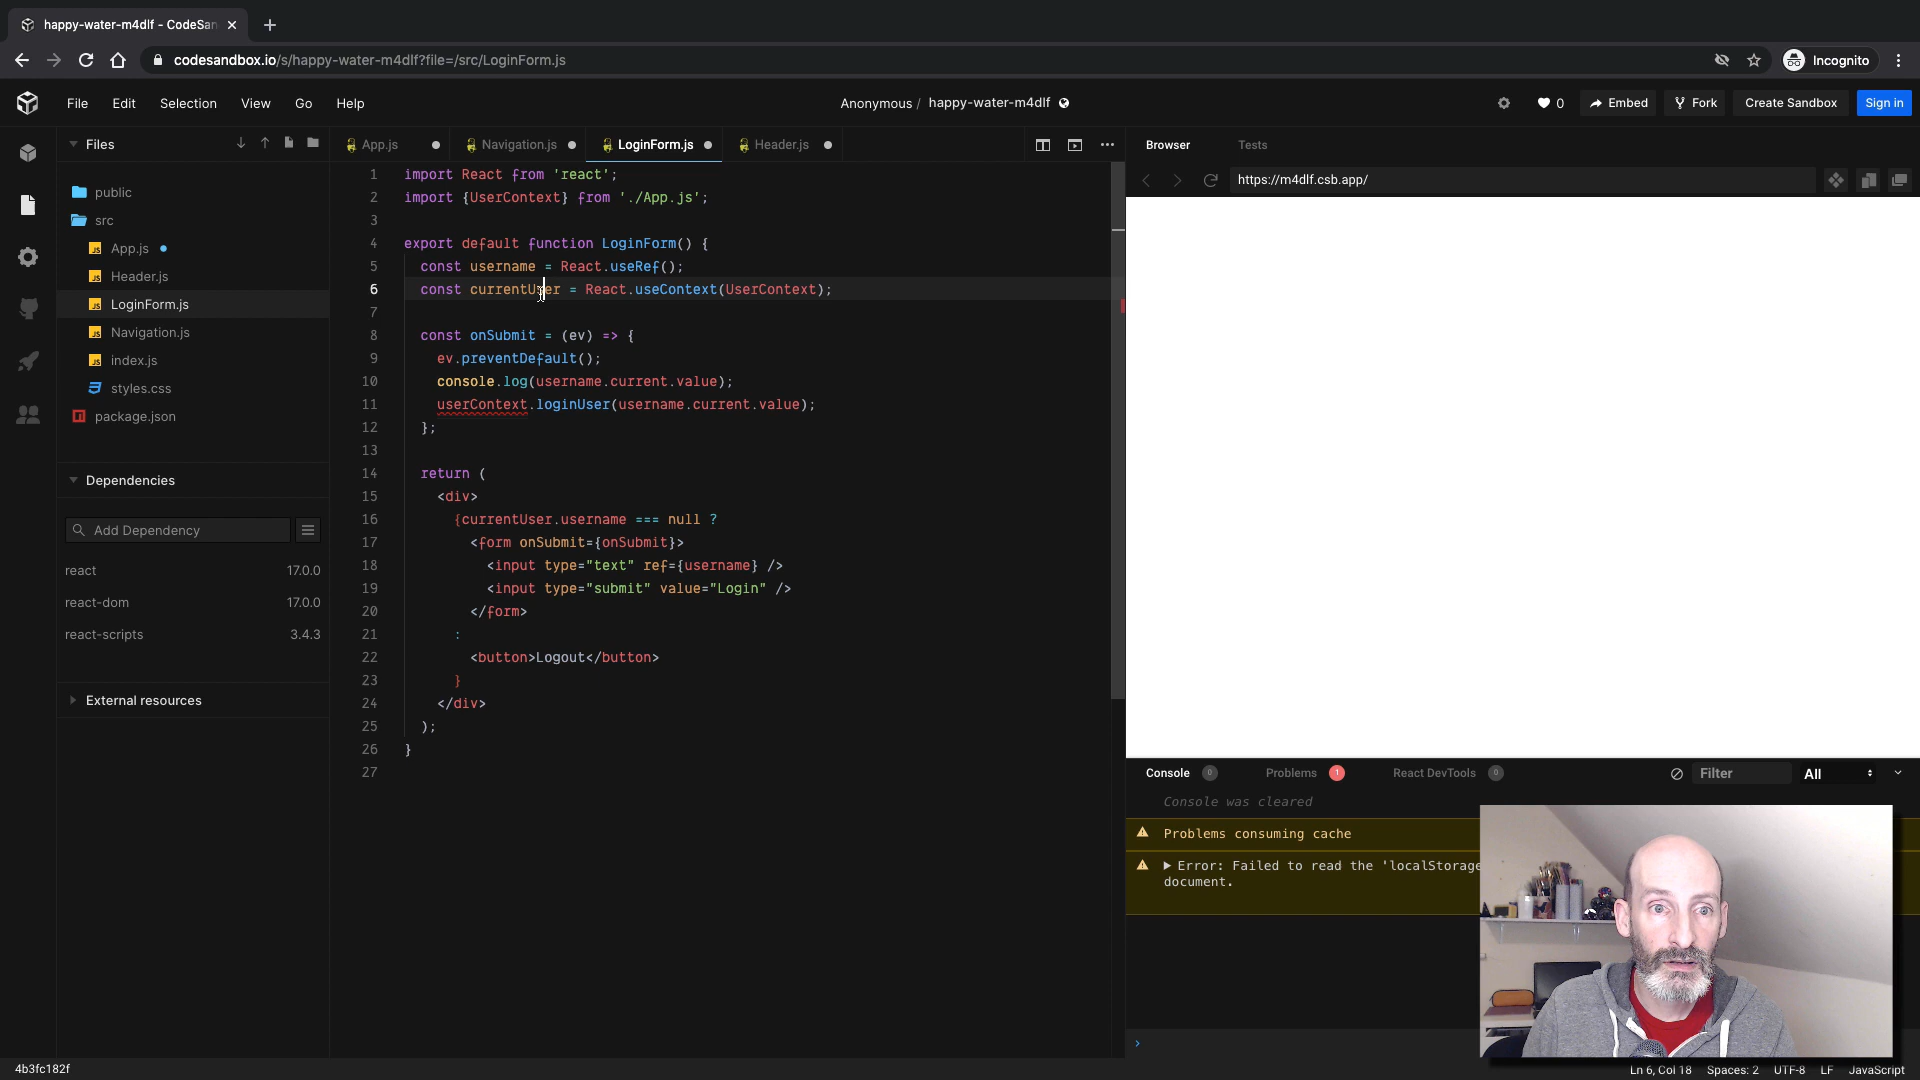 happy-water-m4dlf - CodeSan
codesandbox.io/s/happy-water-m4dlf?file=/src/LoginForm.js
Incognito
File Edit Selection View Go Help
Anonymous / happy-water-m4dlf
0 Embed Fork Create Sandbox Sign in
Files
App.js Navigation.js LoginForm.js Header.js
Browser Tests
https://m4dlf.csb.app/
public
src
App.js
Header.js
LoginForm.js
Navigation.js
index.js
styles.css
package.json
Dependencies
Add Dependency
react 17.0.0
react-dom 17.0.0
react-scripts 3.4.3
External resources
1 import React from 'react';
2 import {UserContext} from './App.js';
3
4 export default function LoginForm() {
5 const username = React.useRef();
6 const currentUser = React.useContext(UserContext);
7
8 const onSubmit = (ev) => {
9 ev.preventDefault();
10 console.log(username.current.value);
11 userContext.loginUser(username.current.value);
12 };
13
14 return (
15 <div>
16 {currentUser.username === null ?
17 <form onSubmit={onSubmit}>
18 <input type="text" ref={username} />
19 <input type="submit" value="Login" />
20 </form>
21 :
22 <button>Logout</button>
23 }
24 </div>
25 );
26 }
27
Console 0 Problems 1 React DevTools 0 Filter All
Console was cleared
Problems consuming cache
Error: Failed to read the 'localStorage
document.
4b3fc182f
Ln 6, Col 18 Spaces: 2 UTF-8 LF JavaScript